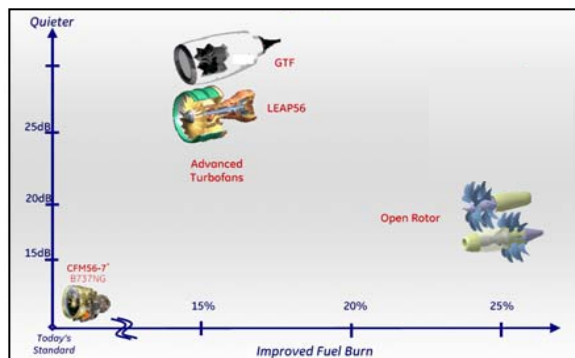 Quieter
GTF
LEAP56
25dB
Advanced
Turbofans
20dB
Open Rotor
15dB
CFM56-7*
B737NG
15%
20%
25%
Today's
Standard
Improved Fuel Burn